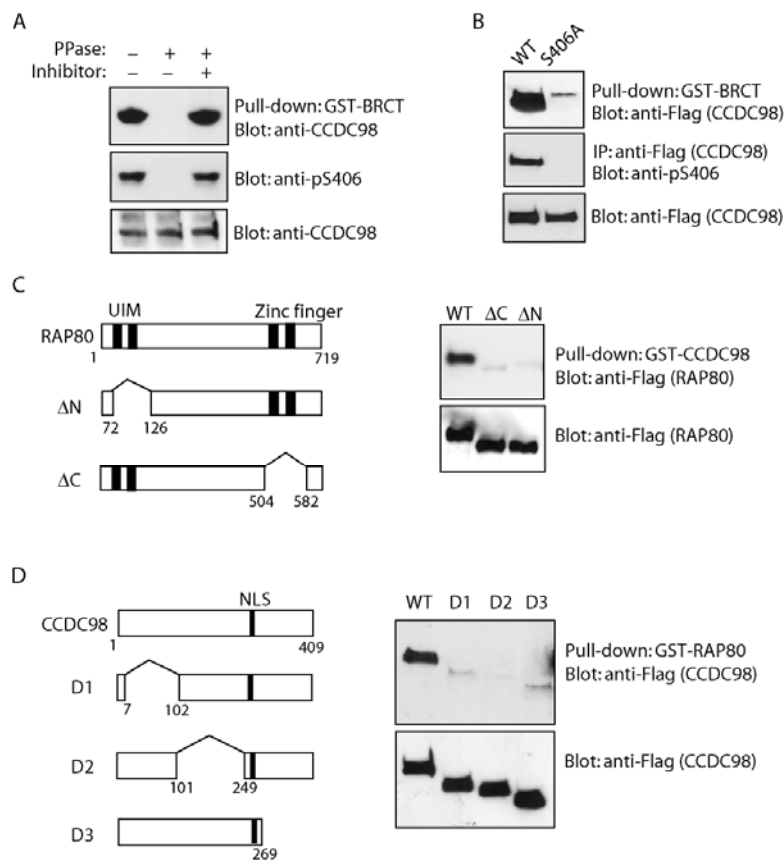 A
PPase: – + +
Inhibitor: – – +
Pull-down: GST-BRCT
Blot: anti-CCDC98
Blot: anti-pS406
Blot: anti-CCDC98
B
WT S406A
Pull-down: GST-BRCT
Blot: anti-Flag (CCDC98)
IP: anti-Flag (CCDC98)
Blot: anti-pS406
Blot: anti-Flag (CCDC98)
C
UIM Zinc finger
RAP80
1 719
ΔN
72 126
ΔC
504 582
WT ΔC ΔN
Pull-down: GST-CCDC98
Blot: anti-Flag (RAP80)
Blot: anti-Flag (RAP80)
D
NLS
CCDC98
1 409
D1
7 102
D2
101 249
D3
269
WT D1 D2 D3
Pull-down: GST-RAP80
Blot: anti-Flag (CCDC98)
Blot: anti-Flag (CCDC98)